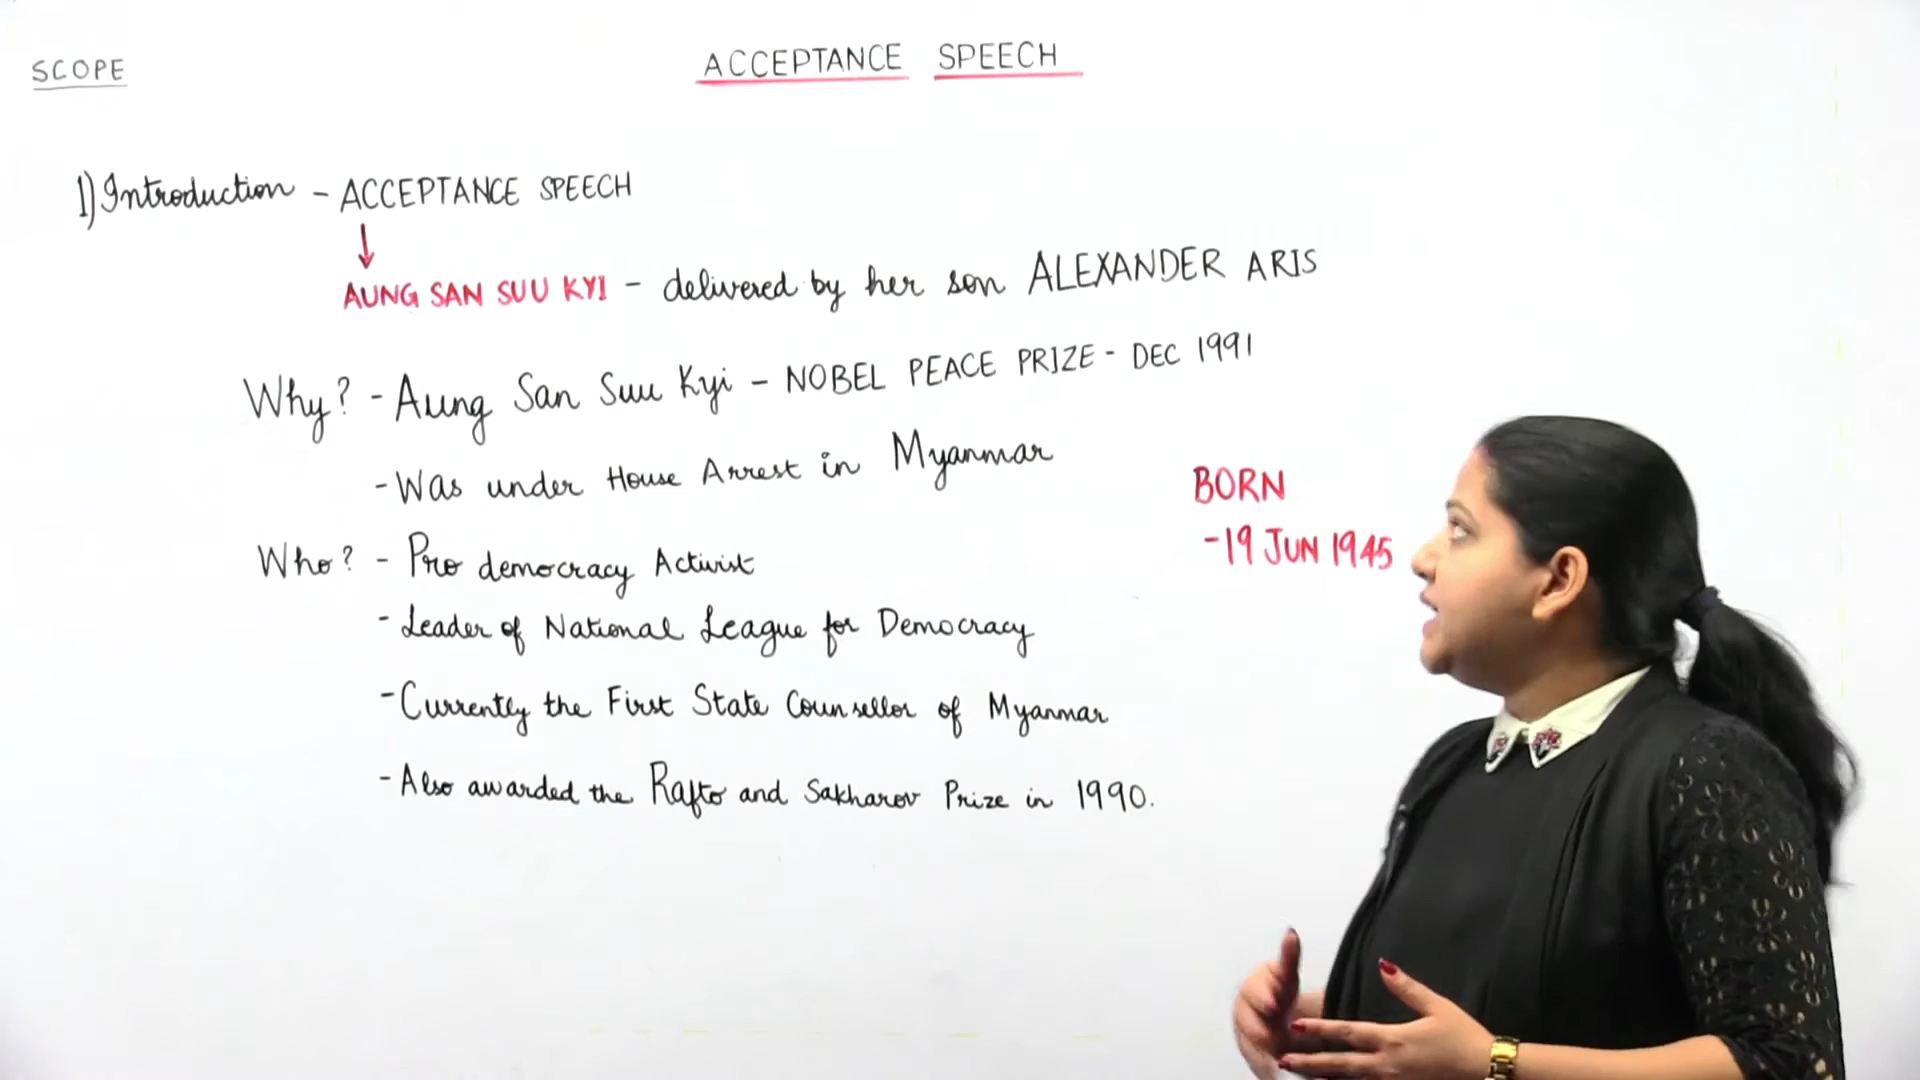 SCOPE
ACCEPTANCE SPEECH
1) Introduction - ACCEPTANCE SPEECH
AUNG SAN SUU KYI - delivered by her son ALEXANDER ARIS
Why? - Aung San Suu Kyi - NOBEL PEACE PRIZE - DEC 1991
- Was under House Arrest in Myanmar
BORN
- 19 JUN 1945
Who? - Pro democracy Activist
- Leader of National League for Democracy
- Currently the First State Counsellor of Myanmar
- Also awarded the Rafto and Sakharov Prize in 1990.